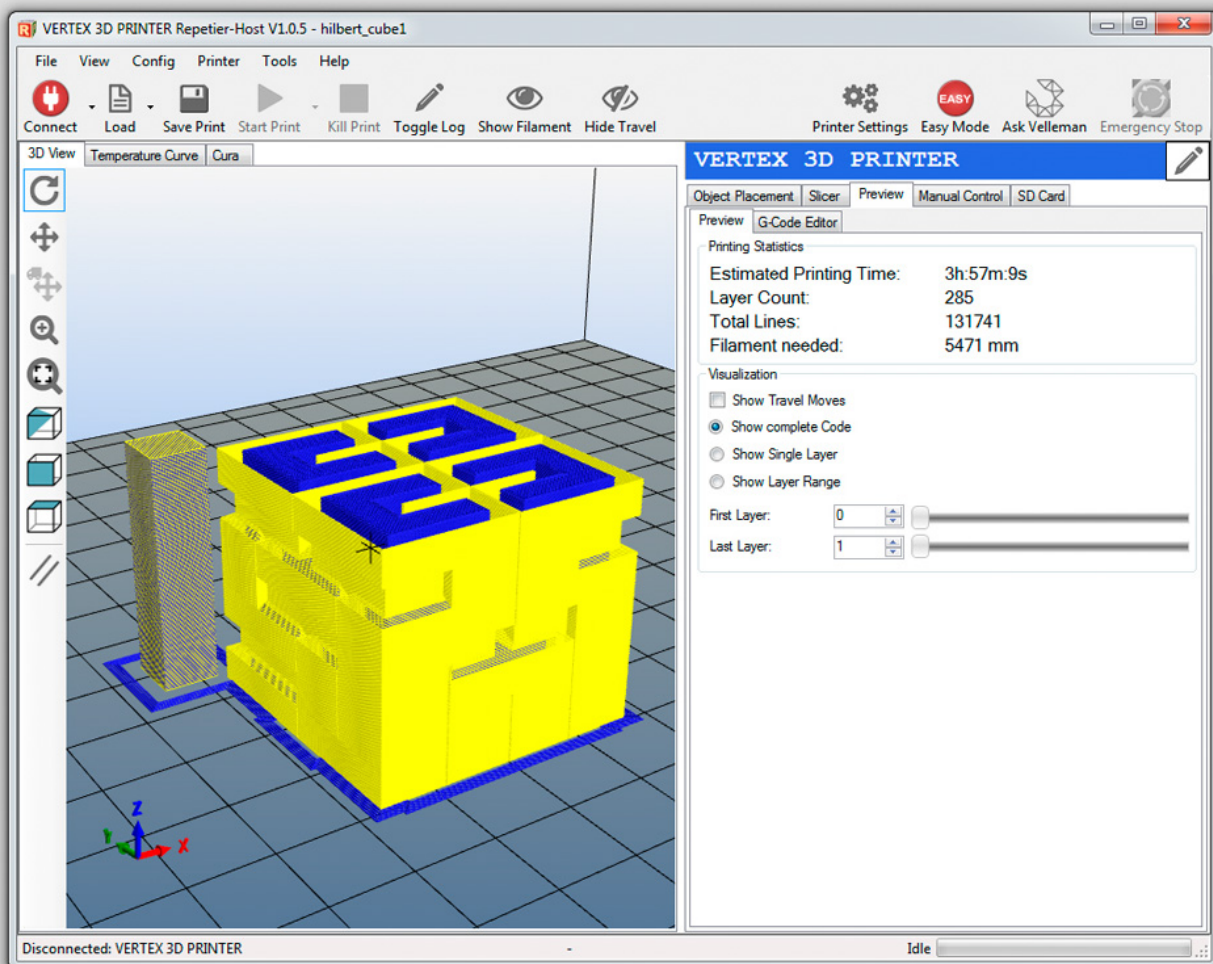 VERTEX 3D PRINTER Repetier-Host V1.0.5 - hilbert_cube1
File View Config Printer Tools Help
EASY
Connect Load Save Print Start Print Kill Print Toggle Log Show Filament Hide Travel Printer Settings Easy Mode Ask Velleman Emergency Stop
3D View Temperature Curve Cura
VERTEX 3D PRINTER
Object Placement Slicer Preview Manual Control SD Card
Preview G-Code Editor
Printing Statistics
Estimated Printing Time: 3h:57m:9s
Layer Count: 285
Total Lines: 131741
Filament needed: 5471 mm
Visualization
Show Travel Moves
Show complete Code
Show Single Layer
Show Layer Range
First Layer: 0
Last Layer: 1
Z
Y
X
Disconnected: VERTEX 3D PRINTER - Idle